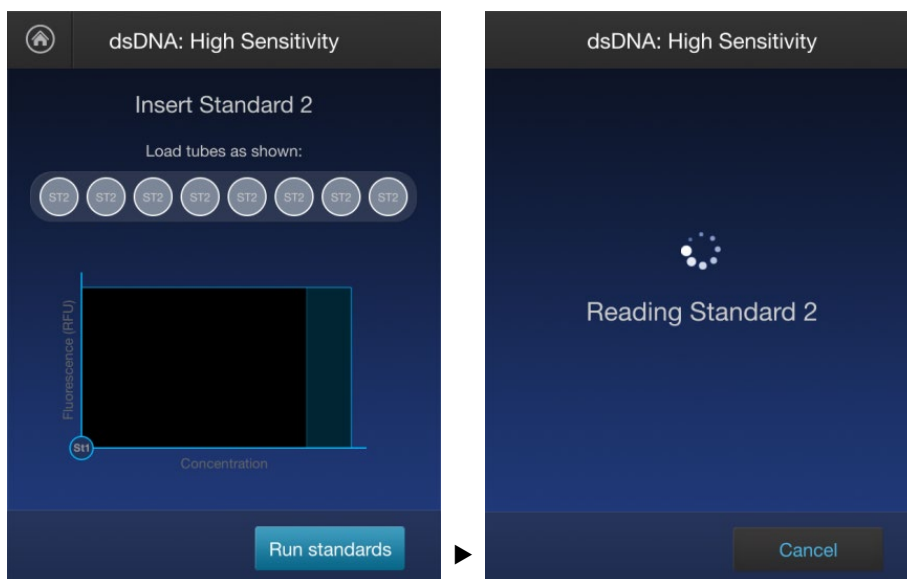 dsDNA: High Sensitivity
Insert Standard 2
Load tubes as shown:
ST2 ST2 ST2 ST2 ST2 ST2 ST2 ST2
Fluorescence (RFU)
St1
Concentration
Run standards
dsDNA: High Sensitivity
Reading Standard 2
Cancel